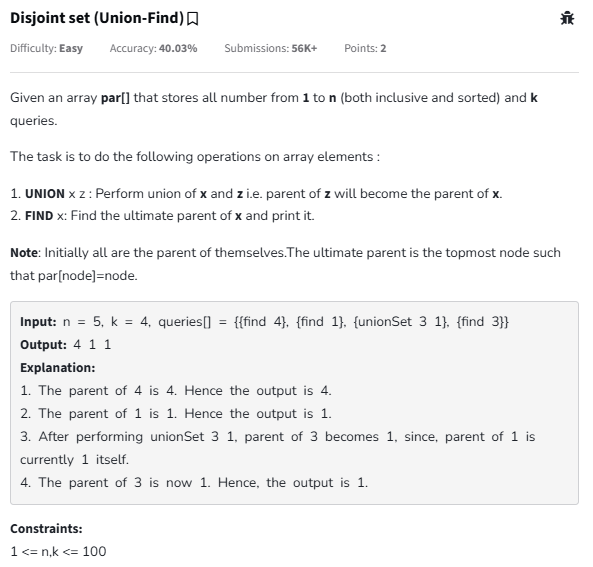 Disjoint set (Union-Find)
Difficulty: Easy Accuracy: 40.03% Submissions: 56K+ Points: 2
Given an array par[] that stores all number from 1 to n (both inclusive and sorted) and k
queries.
The task is to do the following operations on array elements :
1. UNION x z : Perform union of x and z i.e. parent of z will become the parent of x.
2. FIND x: Find the ultimate parent of x and print it.
Note: Initially all are the parent of themselves.The ultimate parent is the topmost node such
that par[node]=node.
Input: n = 5, k = 4, queries[] = {{find 4}, {find 1}, {unionSet 3 1}, {find 3}}
Output: 4 1 1
Explanation:
1. The parent of 4 is 4. Hence the output is 4.
2. The parent of 1 is 1. Hence the output is 1.
3. After performing unionSet 3 1, parent of 3 becomes 1, since, parent of 1 is
currently 1 itself.
4. The parent of 3 is now 1. Hence, the output is 1.
Constraints:
1 <= n,k <= 100